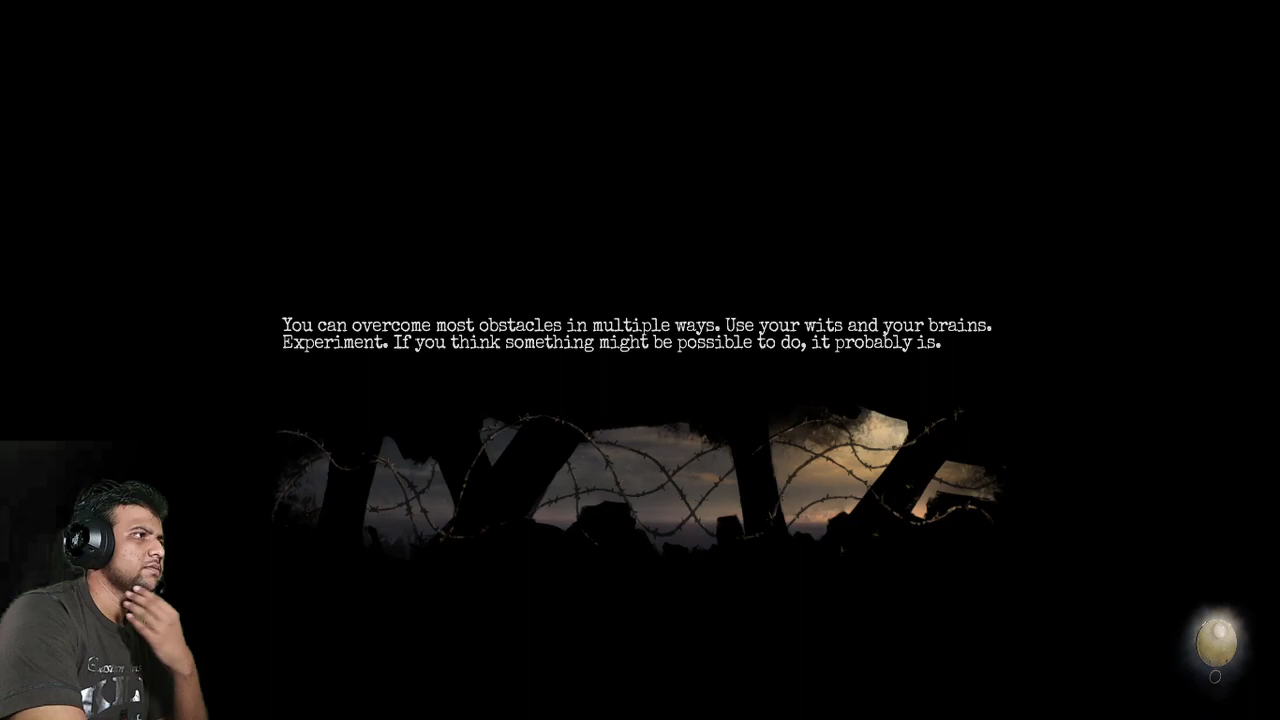 You can overcome most obstacles in multiple ways. Use your wits and your brains.
Experiment. If you think something might be possible to do, it probably is.